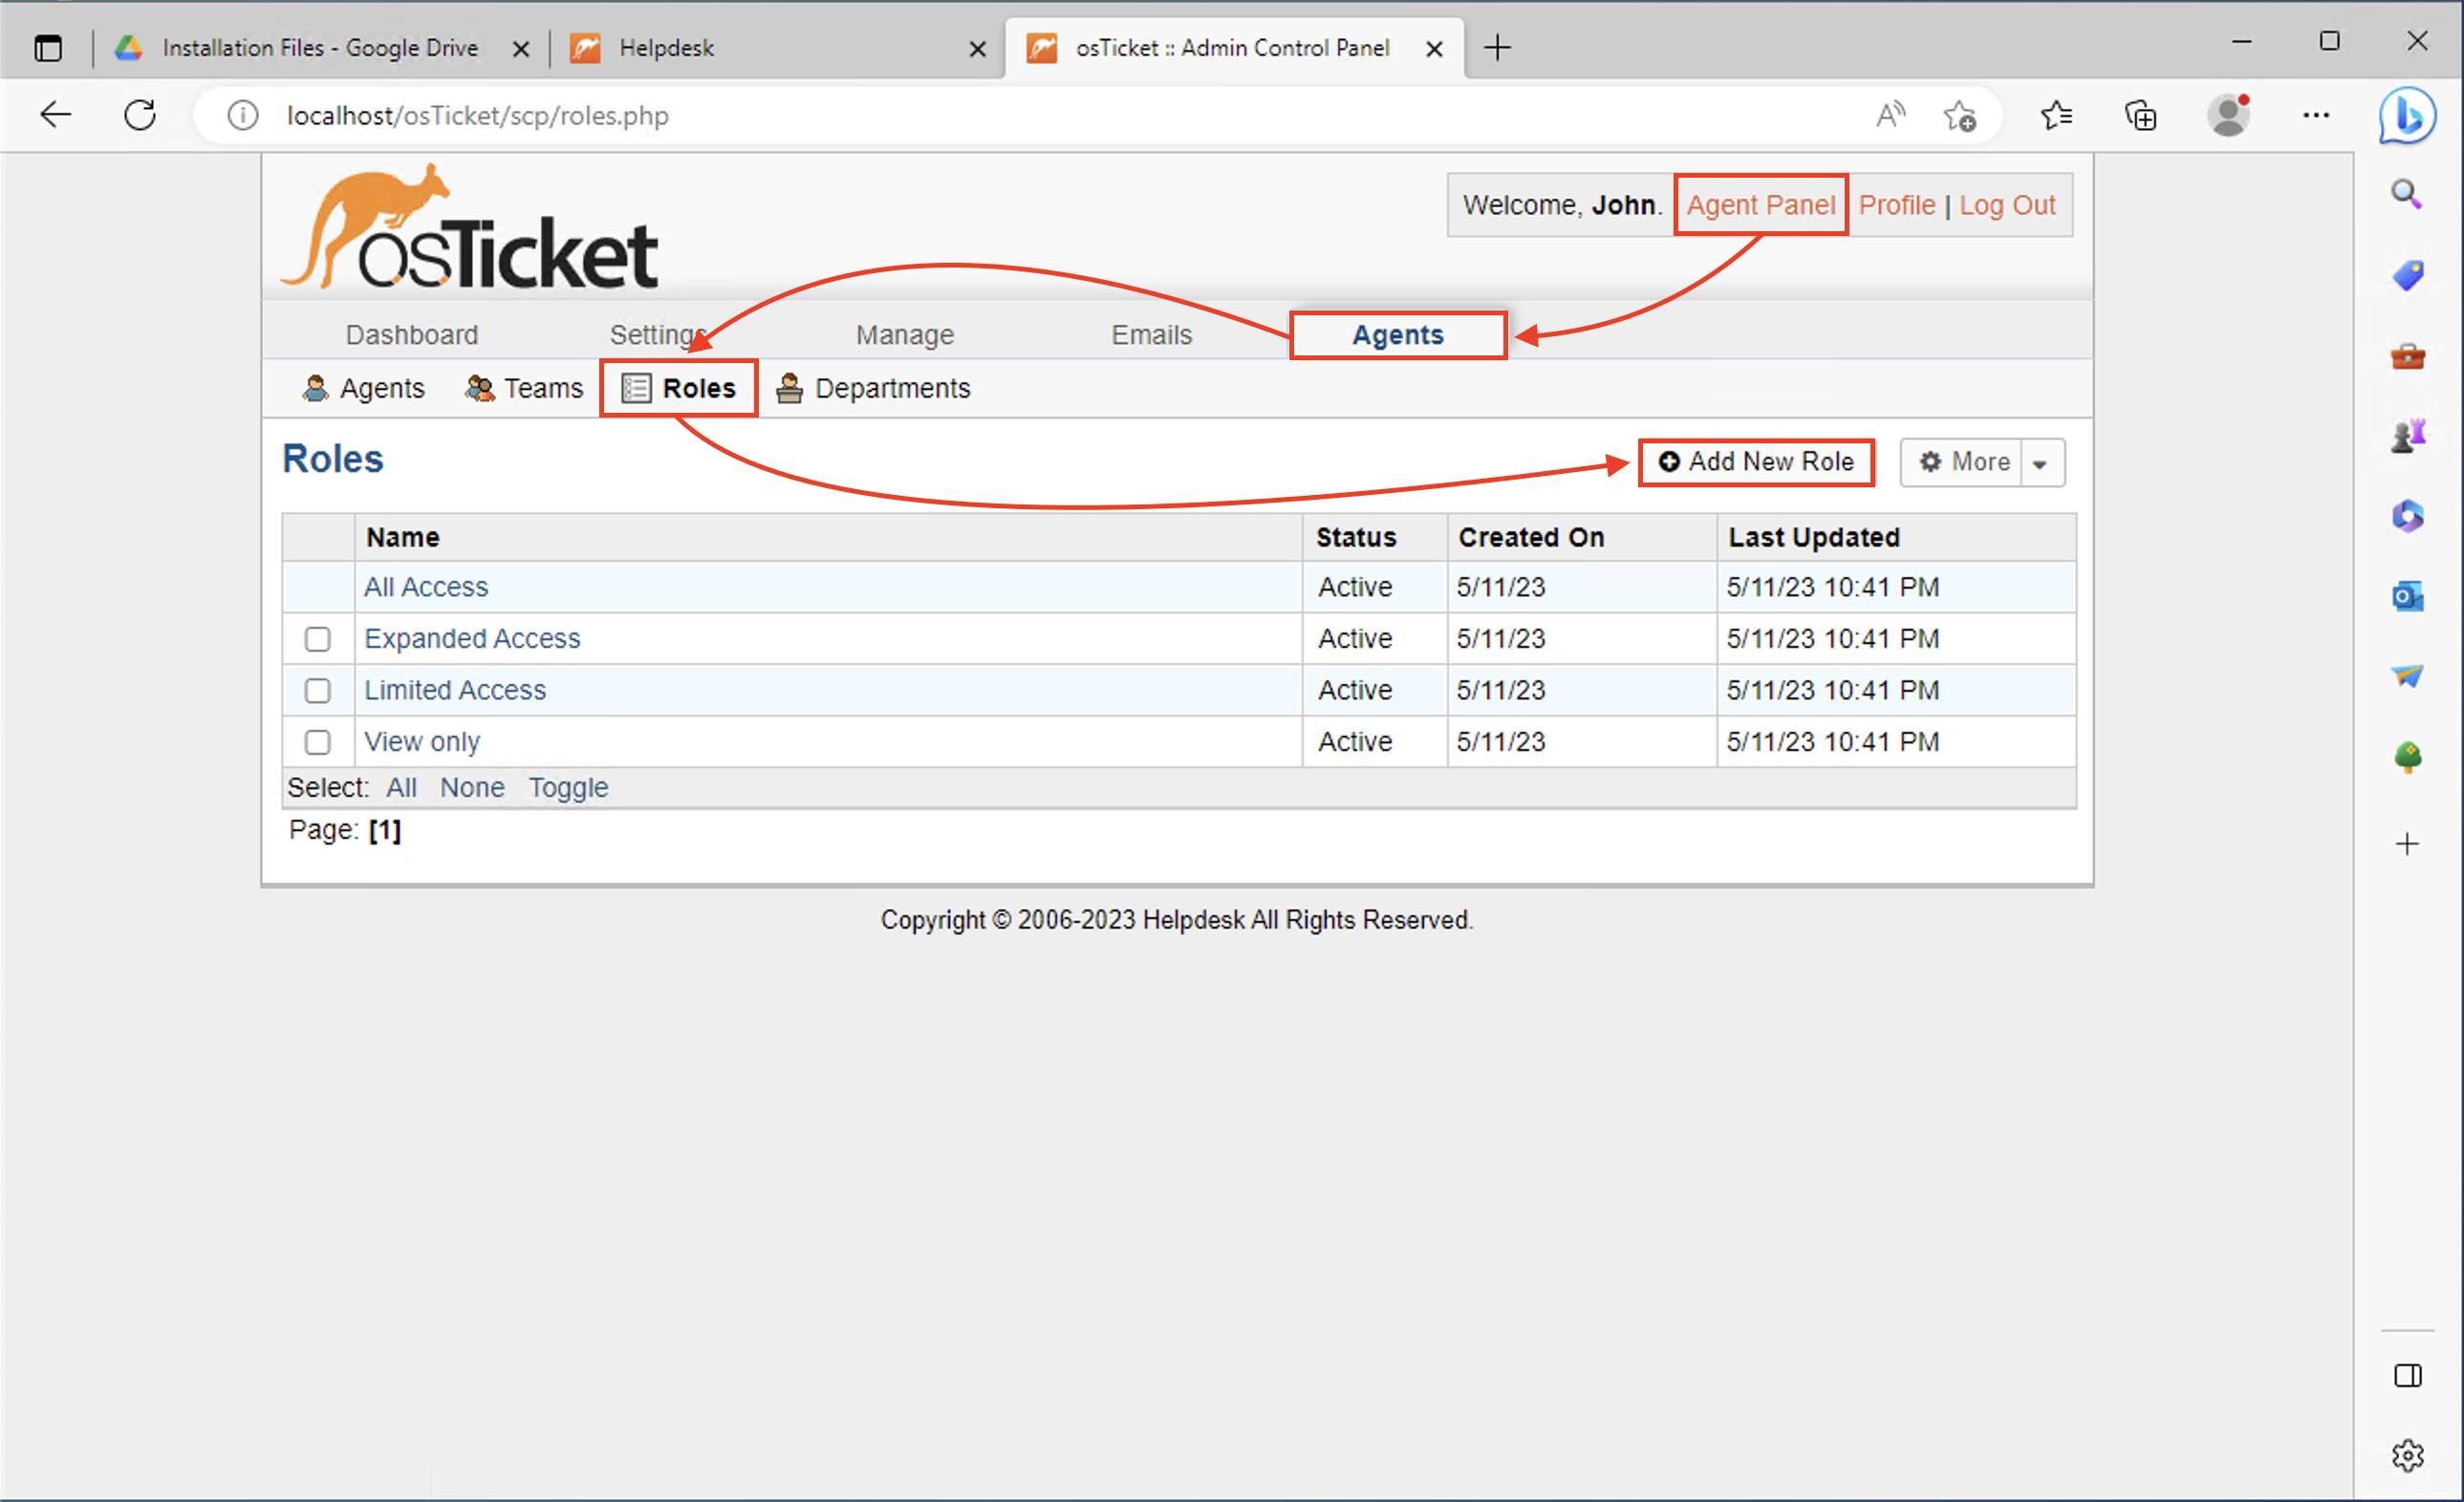 Installation Files - Google Drive
Helpdesk
osTicket :: Admin Control Panel
localhost/osTicket/scp/roles.php
osTicket
Welcome, John. Agent Panel Profile | Log Out
Dashboard Settings Manage Emails Agents
Agents Teams Roles Departments
Roles
Add New Role More
Name Status Created On Last Updated
All Access Active 5/11/23 5/11/23 10:41 PM
Expanded Access Active 5/11/23 5/11/23 10:41 PM
Limited Access Active 5/11/23 5/11/23 10:41 PM
View only Active 5/11/23 5/11/23 10:41 PM
Select: All None Toggle
Page: [1]
Copyright © 2006-2023 Helpdesk All Rights Reserved.